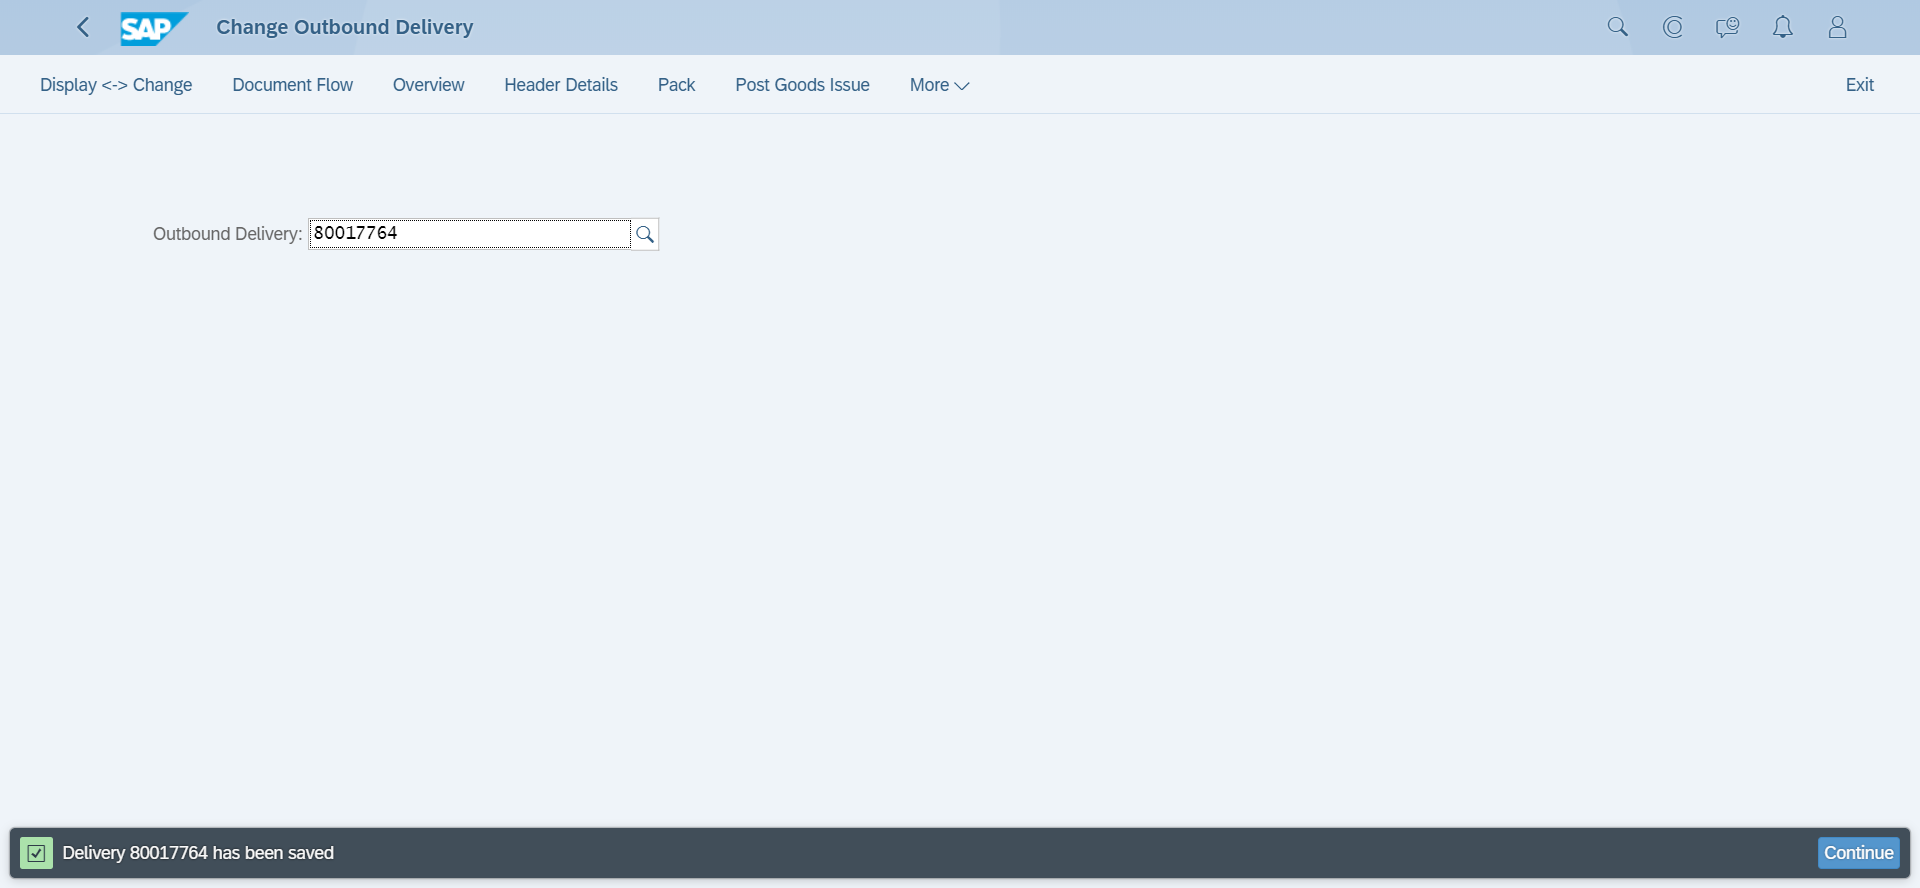 SAP
Change Outbound Delivery
Display <-> Change
Document Flow
Overview
Header Details
Pack
Post Goods Issue
More
Exit
Outbound Delivery: 80017764
Delivery 80017764 has been saved
Continue